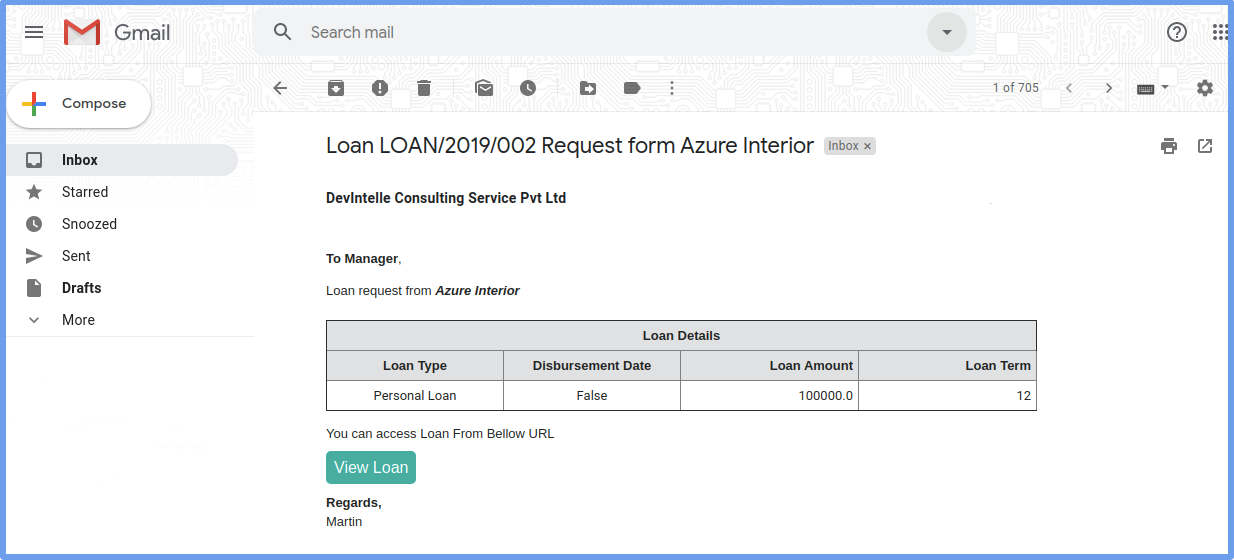 Gmail
Search mail
1 of 705
Compose
Inbox
Starred
Snoozed
Sent
Drafts
More
Loan LOAN/2019/002 Request form Azure Interior Inbox ×
DevIntelle Consulting Service Pvt Ltd
To Manager,
Loan request from Azure Interior
Loan Details
Loan Type Disbursement Date Loan Amount Loan Term
Personal Loan False 100000.0 12
You can access Loan From Bellow URL
View Loan
Regards,
Martin